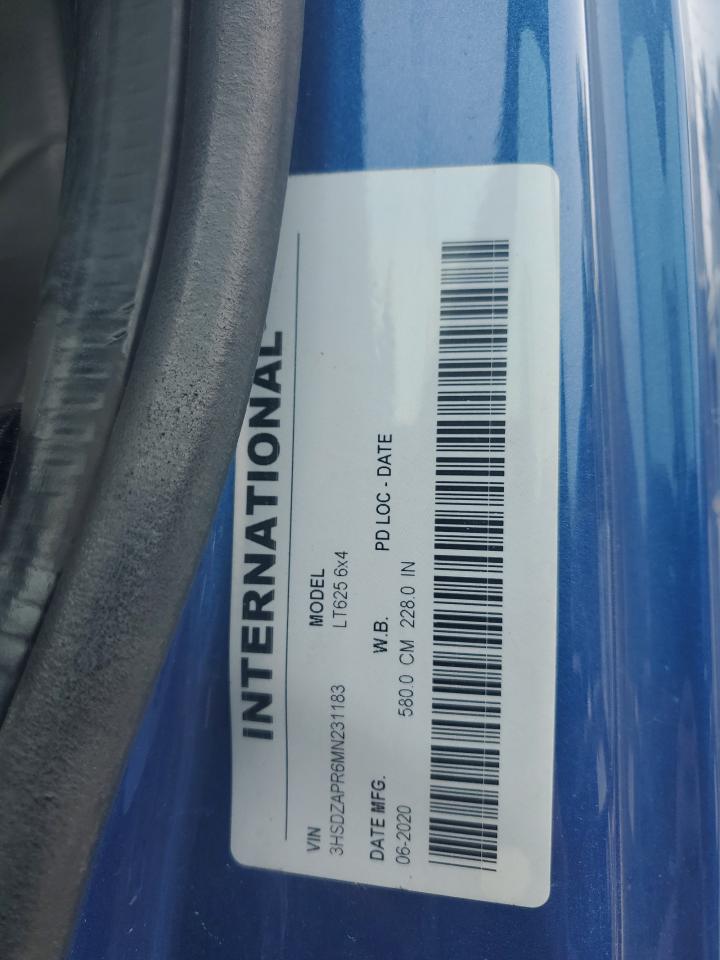 INTERNATIONAL
VIN MODEL
3HSDZAPR6MN231183 LT625 6x4
DATE MFG. W.B. PD LOC - DATE
06-2020 580.0 CM 228.0 IN